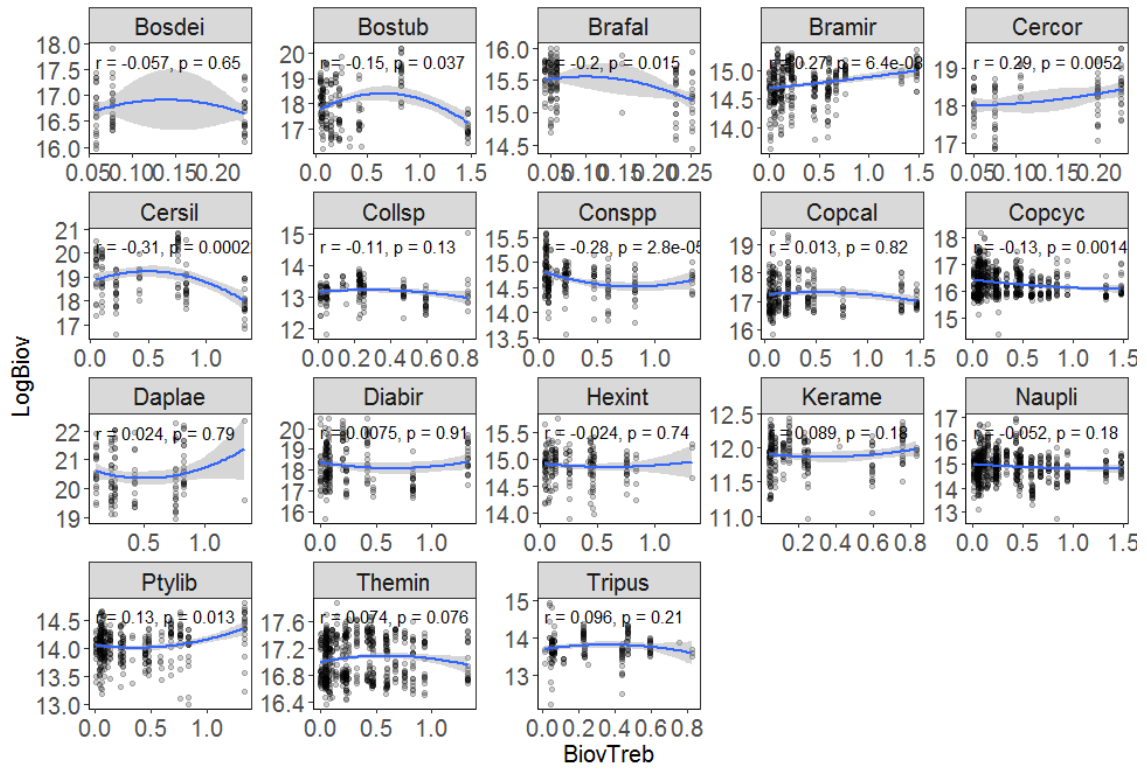 Bosdei Bostub Brafal Bramir Cercor
r = -0.057, p = 0.65
r = -0.15, p = 0.037
r = -0.2, p = 0.015
r = 0.27, p = 6.4e-08
r = 0.29, p = 0.0052
18.0 17.5 17.0 16.5 16.0
20 19 18 17
16.0 15.5 15.0 14.5
15.0 14.5 14.0
19 18 17
0.05 0.10 0.15 0.20
0.0 0.5 1.0 1.5
0.05 0.10 0.15 0.20 0.25
0.0 0.5 1.0 1.5
0.05 0.10 0.15 0.20
Cersil Collsp Conspp Copcal Copcyc
r = -0.31, p = 0.0002
r = -0.11, p = 0.13
r = -0.28, p = 2.8e-05
r = 0.013, p = 0.82
r = -0.13, p = 0.0014
21 20 19 18 17
15 14 13 12
15.5 15.0 14.5 14.0 13.5
19 18 17 16
18 17 16 15
0.0 0.5 1.0
0.0 0.2 0.4 0.6 0.8
0.0 0.5 1.0
0.0 0.5 1.0 1.5
0.0 0.5 1.0 1.5
LogBiov
Daplae Diabir Hexint Kerame Naupli
r = 0.024, p = 0.79
r = 0.0075, p = 0.91
r = -0.024, p = 0.74
r = 0.089, p = 0.18
r = -0.052, p = 0.18
22 21 20 19
20 19 18 17 16
15.5 15.0 14.5 14.0
12.5 12.0 11.5 11.0
17 16 15 14 13
0.5 1.0
0.0 0.5 1.0
0.0 0.5 1.0
0.2 0.4 0.6 0.8
0.0 0.5 1.0 1.5
Ptylib Themin Tripus
r = 0.13, p = 0.013
r = 0.074, p = 0.076
r = 0.096, p = 0.21
14.5 14.0 13.5 13.0
17.6 17.2 16.8 16.4
15 14 13
0.0 0.5 1.0
0.0 0.5 1.0
0.0 0.2 0.4 0.6 0.8
BiovTreb